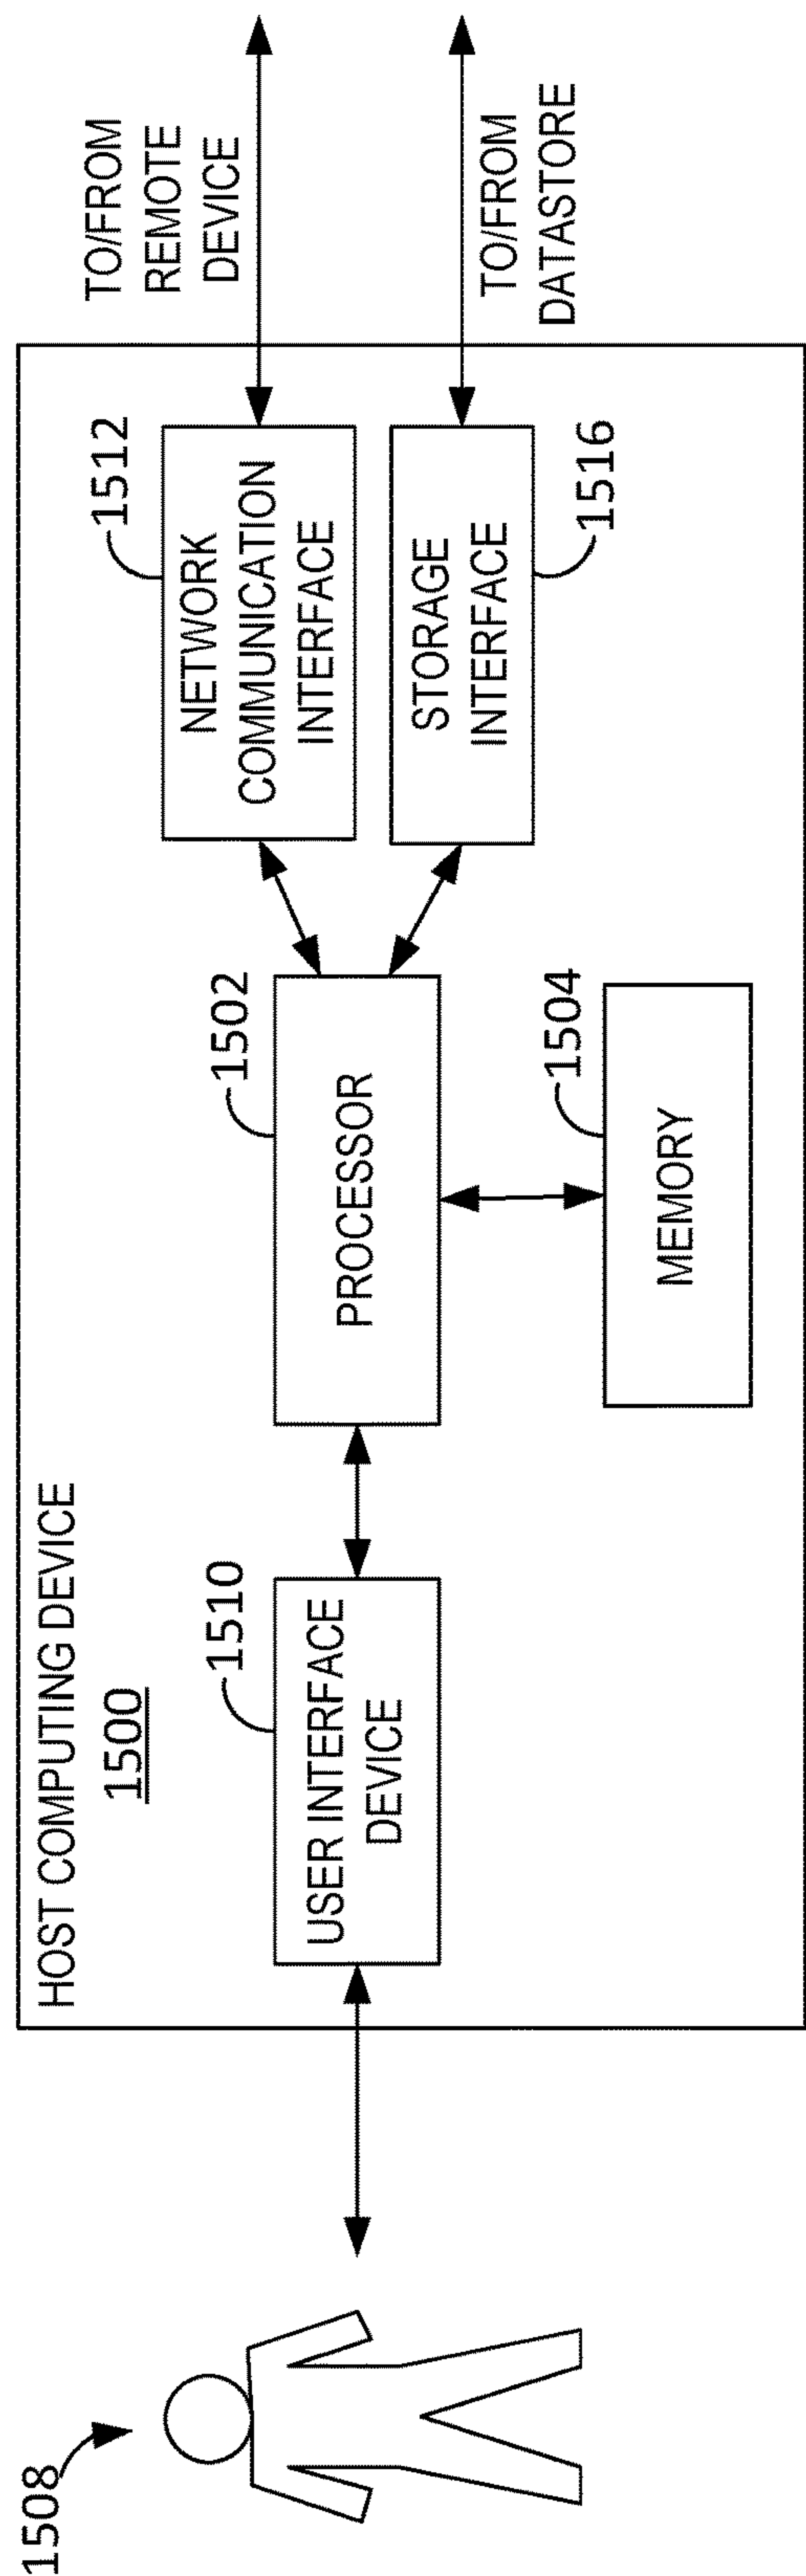 HOST COMPUTING DEVICE
1500
1508
1510
USER INTERFACE
DEVICE
1502
PROCESSOR
1504
MEMORY
1512
NETWORK
COMMUNICATION
INTERFACE
STORAGE
INTERFACE
1516
TO/FROM
REMOTE
DEVICE
TO/FROM
DATASTORE